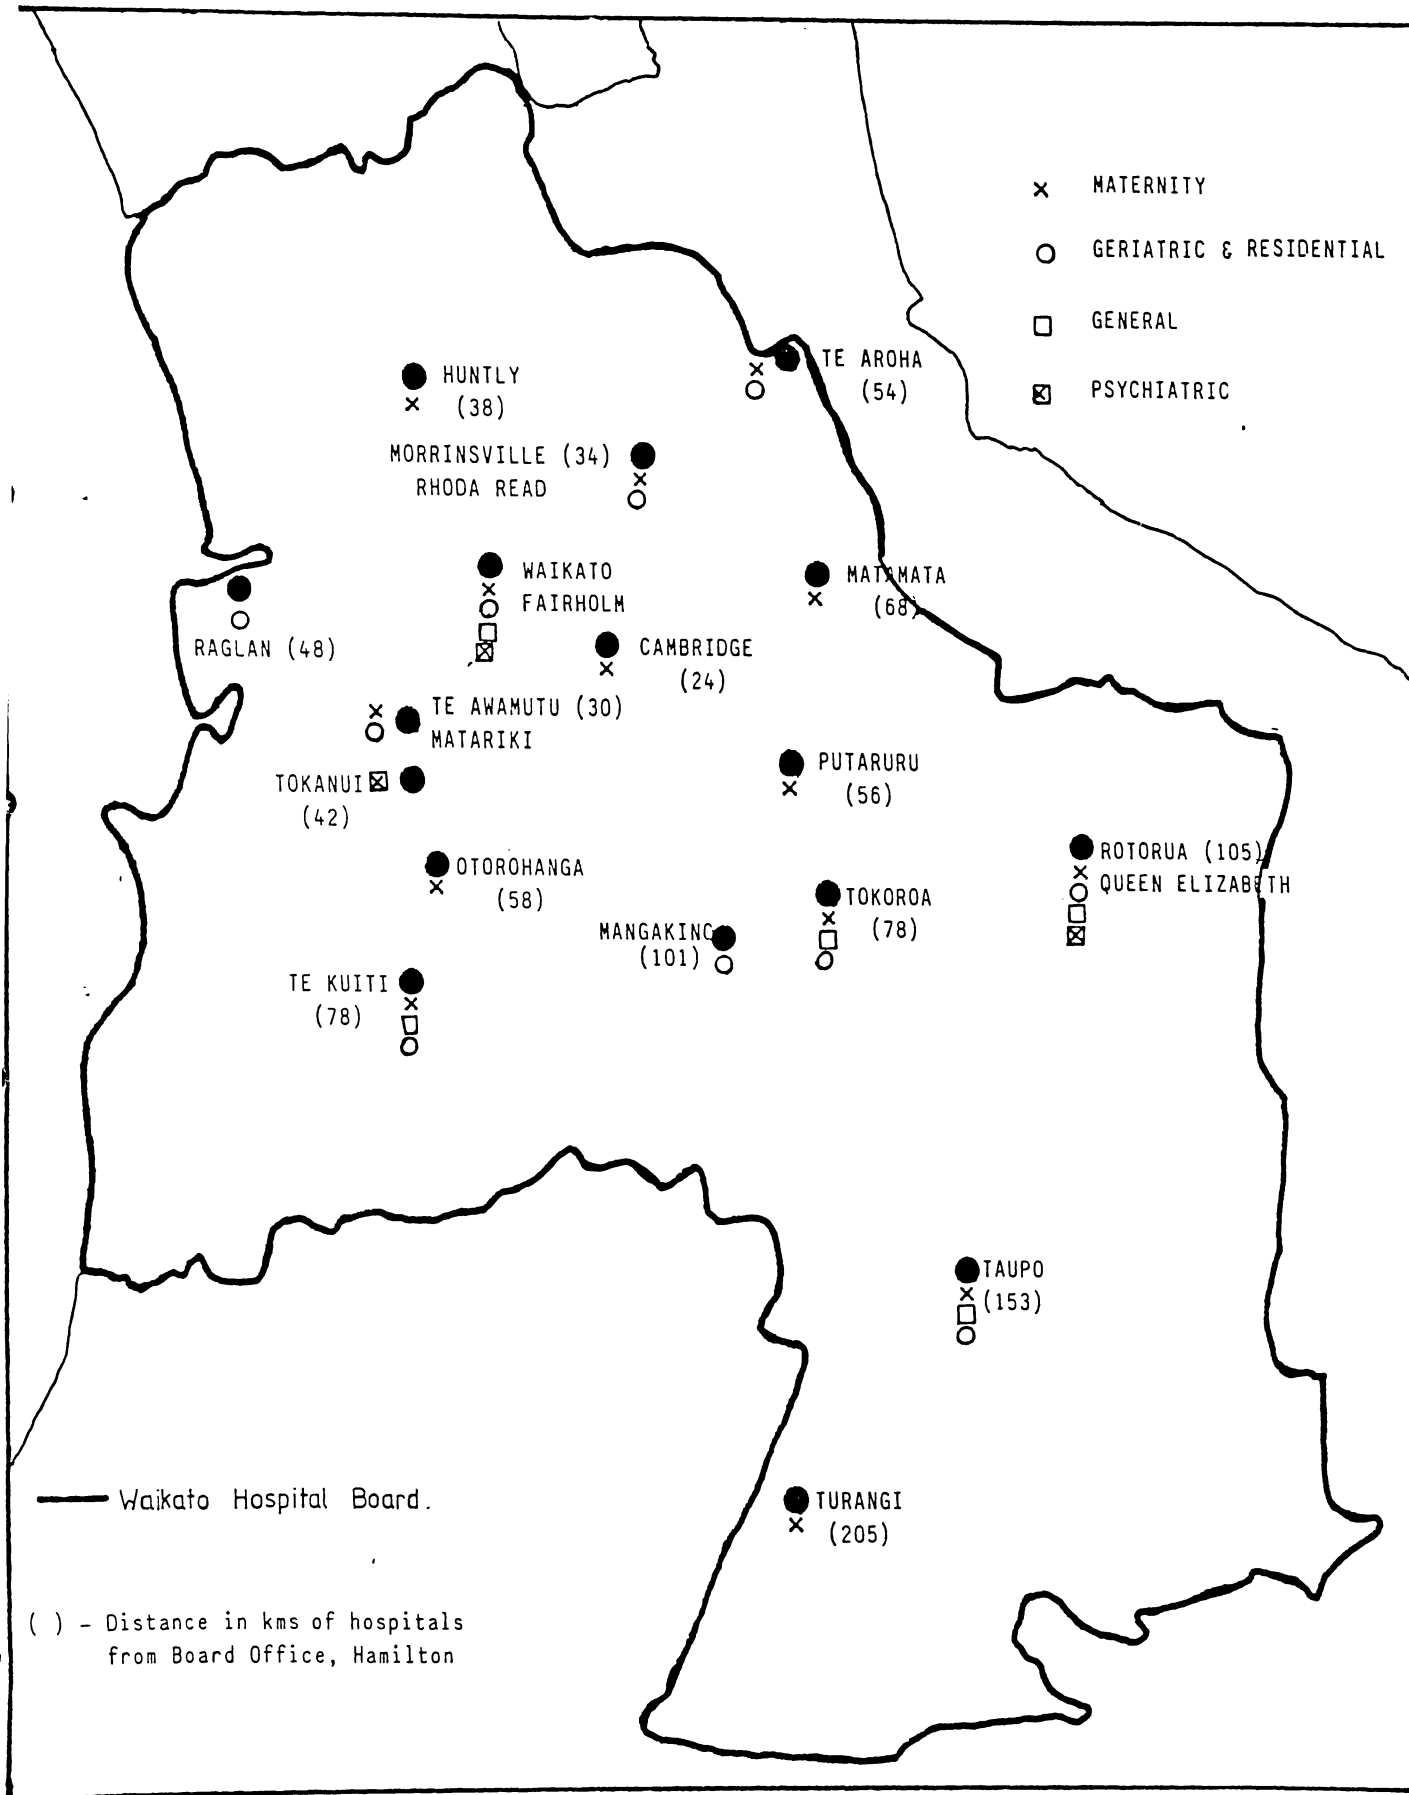 MATERNITY
GERIATRIC & RESIDENTIAL
GENERAL
PSYCHIATRIC
TE AROHA
(54)
HUNTLY
(38)
MORRINSVILLE (34)
RHODA READ
WAIKATO
FAIRHOLM
MATAMATA
(68)
RAGLAN (48)
CAMBRIDGE
(24)
TE AWAMUTU (30)
MATARIKI
TOKANUI
(42)
PUTARURU
(56)
OTOROHANGA
(58)
ROTORUA (105)
QUEEN ELIZABETH
TOKOROA
(78)
MANGAKINO
(101)
TE KUITI
(78)
TAUPO
(153)
TURANGI
(205)
Waikato Hospital Board.
( ) - Distance in kms of hospitals
from Board Office, Hamilton